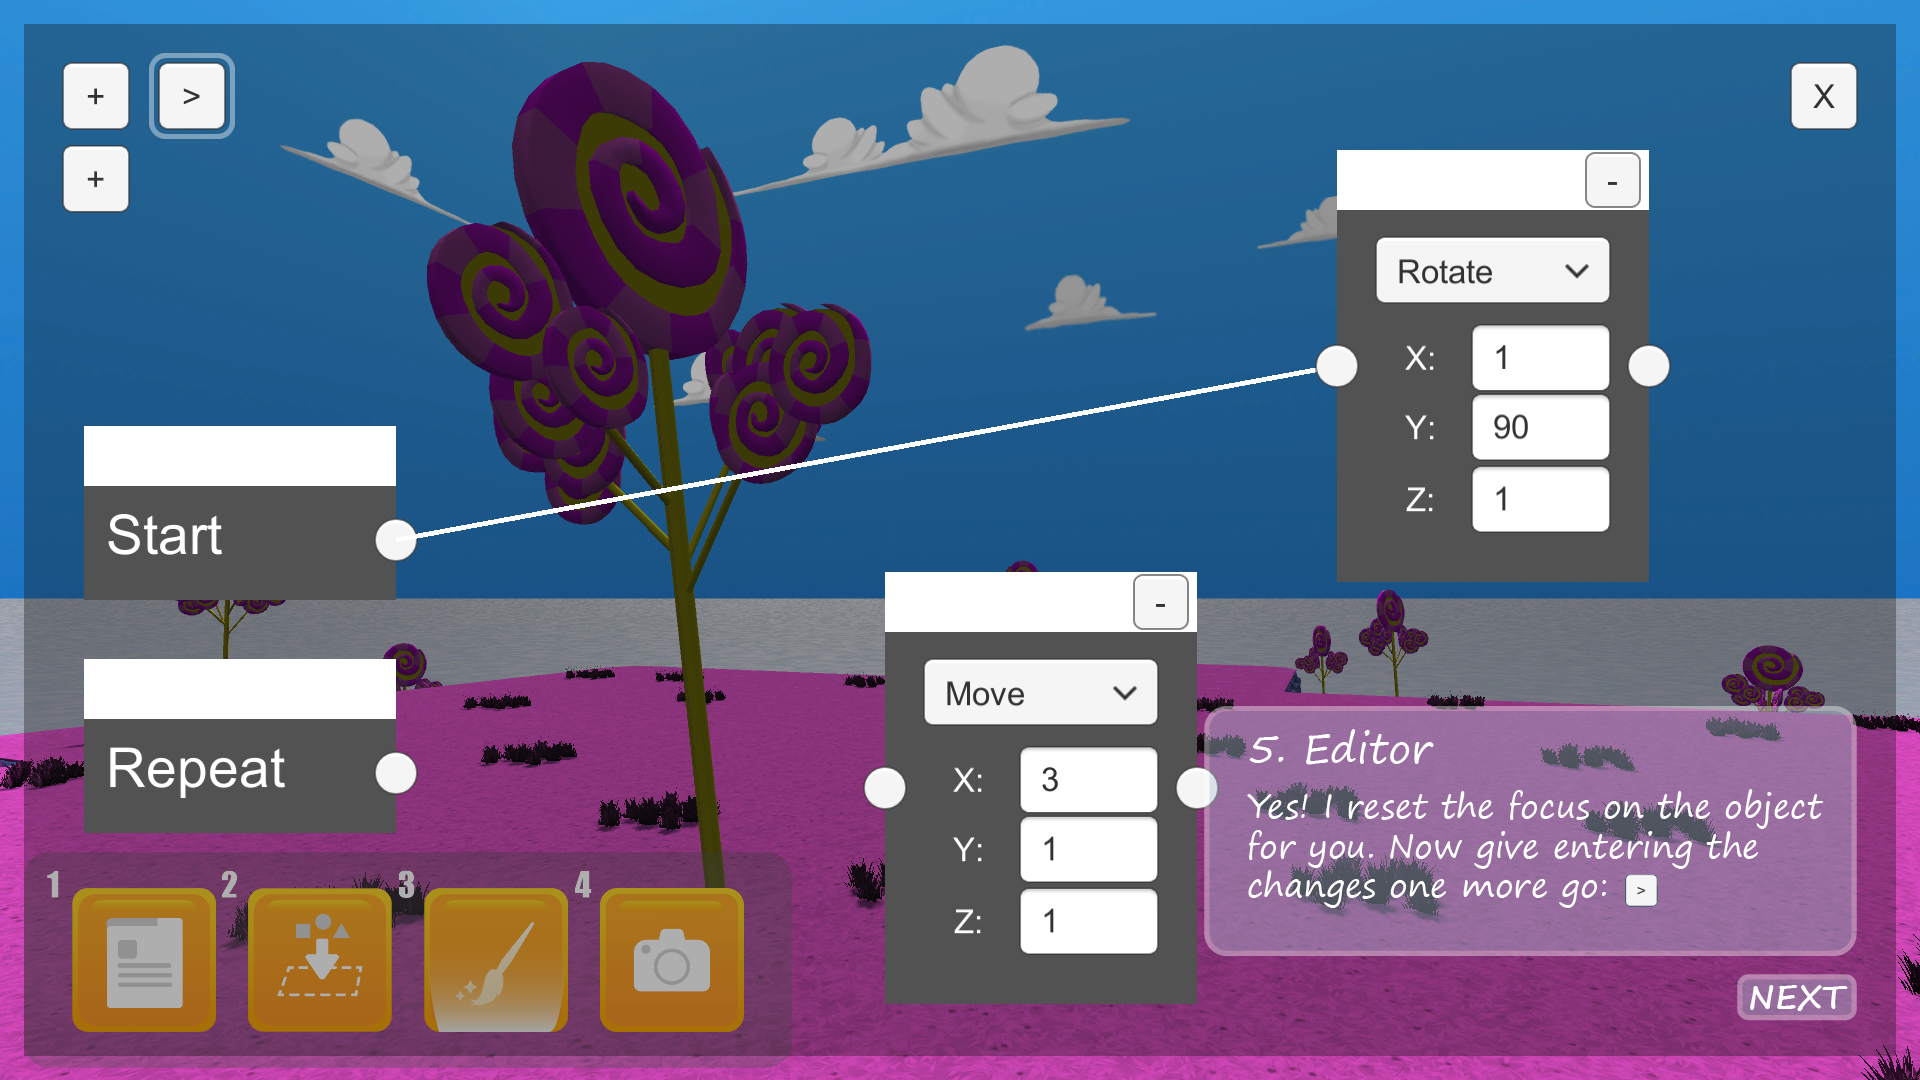 +
>
X
+
-
Rotate
X:
1
Y:
90
Z:
1
Start
-
Move
X:
3
Y:
1
Z:
1
Repeat
5. Editor
Yes! I reset the focus on the object
for you. Now give entering the
changes one more go: >
NEXT
1
2
3
4